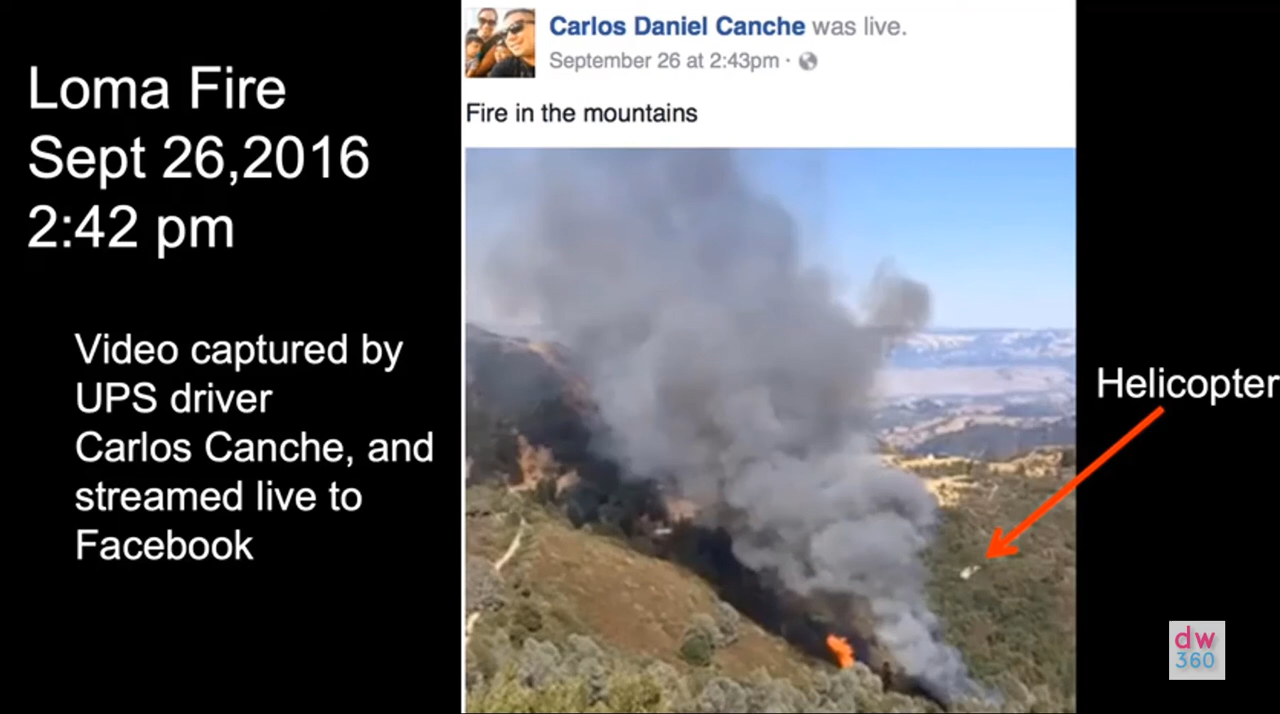 Loma Fire
Sept 26,2016
2:42 pm
Video captured by
UPS driver
Carlos Canche, and
streamed live to
Facebook
Carlos Daniel Canche was live.
September 26 at 2:43pm ·
Fire in the mountains
Helicopter
dw
360